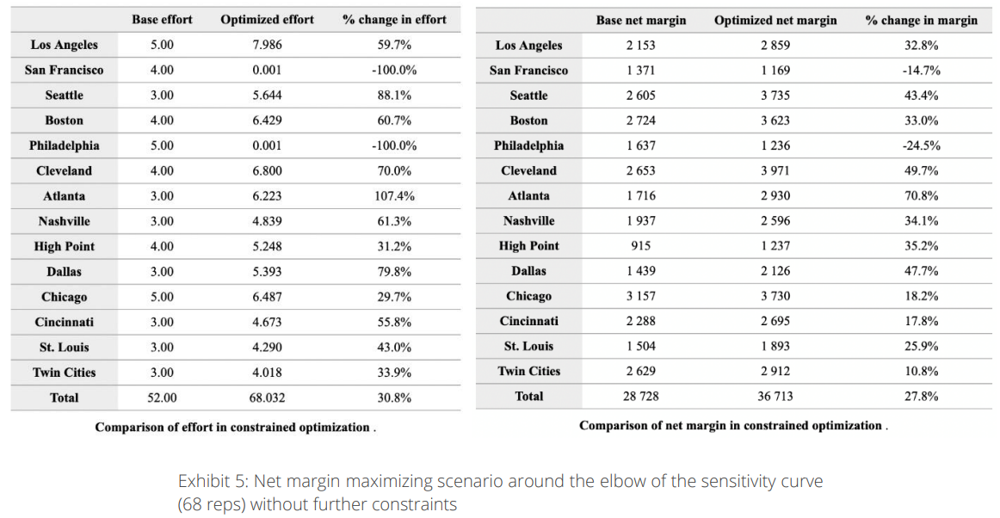 Base effort Optimized effort % change in effort
Los Angeles 5.00 7.986 59.7%
San Francisco 4.00 0.001 -100.0%
Seattle 3.00 5.644 88.1%
Boston 4.00 6.429 60.7%
Philadelphia 5.00 0.001 -100.0%
Cleveland 4.00 6.800 70.0%
Atlanta 3.00 6.223 107.4%
Nashville 3.00 4.839 61.3%
High Point 4.00 5.248 31.2%
Dallas 3.00 5.393 79.8%
Chicago 5.00 6.487 29.7%
Cincinnati 3.00 4.673 55.8%
St. Louis 3.00 4.290 43.0%
Twin Cities 3.00 4.018 33.9%
Total 52.00 68.032 30.8%
Comparison of effort in constrained optimization .
Base net margin Optimized net margin % change in margin
Los Angeles 2 153 2 859 32.8%
San Francisco 1 371 1 169 -14.7%
Seattle 2 605 3 735 43.4%
Boston 2 724 3 623 33.0%
Philadelphia 1 637 1 236 -24.5%
Cleveland 2 653 3 971 49.7%
Atlanta 1 716 2 930 70.8%
Nashville 1 937 2 596 34.1%
High Point 915 1 237 35.2%
Dallas 1 439 2 126 47.7%
Chicago 3 157 3 730 18.2%
Cincinnati 2 288 2 695 17.8%
St. Louis 1 504 1 893 25.9%
Twin Cities 2 629 2 912 10.8%
Total 28 728 36 713 27.8%
Comparison of net margin in constrained optimization .
Exhibit 5: Net margin maximizing scenario around the elbow of the sensitivity curve
(68 reps) without further constraints